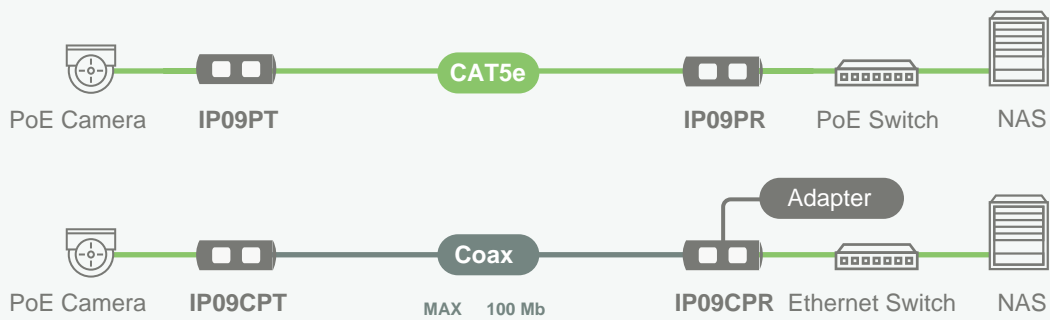 CAT5e
PoE Camera IP09PT IP09PR PoE Switch NAS
Adapter
Coax
PoE Camera IP09CPT MAX 100 Mb IP09CPR Ethernet Switch NAS